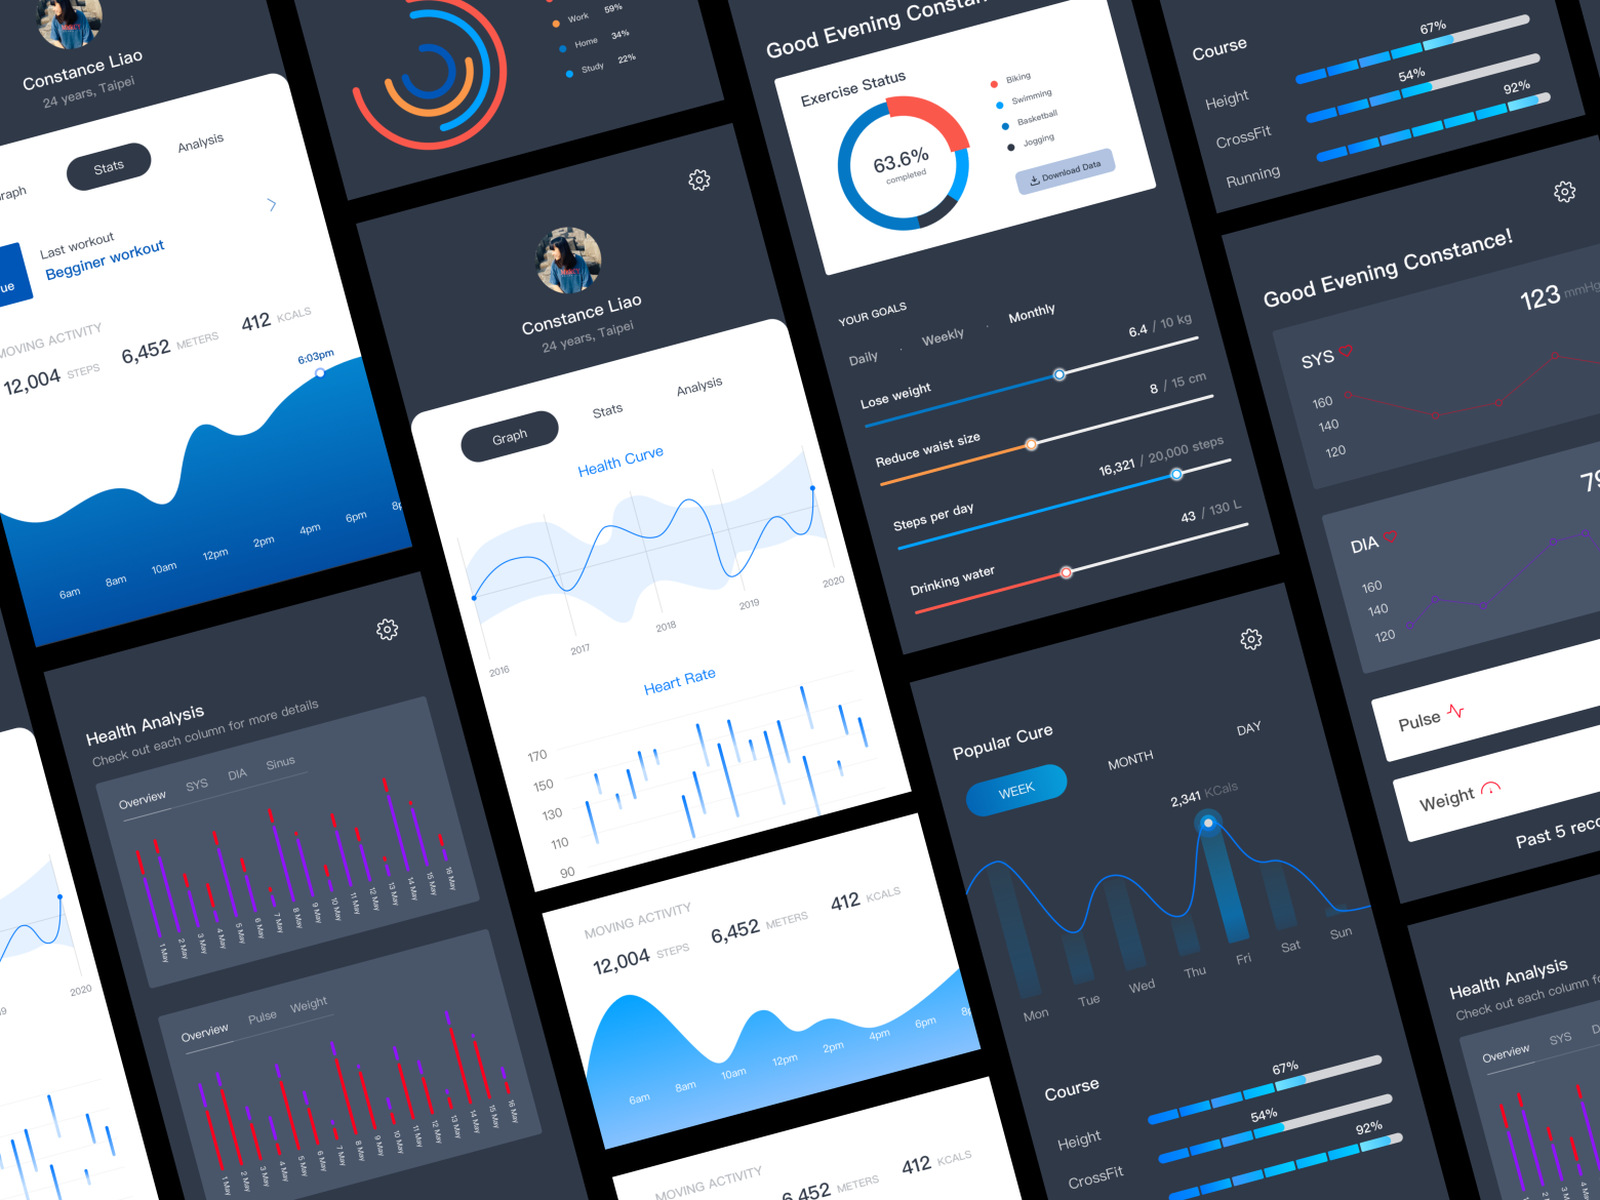 Constance Liao
24 years, Taipei
Stats
Analysis
Last workout
Begginer workout
MOVING ACTIVITY
12,004 STEPS
6,452 METERS
412 KCALS
6:03pm
6am
8am
10am
12pm
2pm
4pm
6pm
Health Analysis
Check out each column for more details
Overview
SYS
DIA
Sinus
1 May
2 May
3 May
4 May
5 May
6 May
7 May
8 May
9 May
10 May
11 May
12 May
13 May
14 May
15 May
16 May
Overview
Pulse
Weight
1 May
2 May
3 May
4 May
5 May
6 May
7 May
8 May
9 May
10 May
11 May
12 May
13 May
14 May
15 May
16 May
2020
Work 59%
Home 34%
Study 22%
Constance Liao
24 years, Taipei
Graph
Stats
Analysis
Health Curve
2016
2017
2018
2019
2020
Heart Rate
170
150
130
110
90
MOVING ACTIVITY
12,004 STEPS
6,452 METERS
412 KCALS
6am
8am
10am
12pm
2pm
4pm
6pm
MOVING ACTIVITY
6,452 METERS
412 KCALS
Good Evening
Exercise Status
63.6%
completed
Biking
Swimming
Basketball
Jogging
Download Data
YOUR GOALS
Daily · Weekly · Monthly
Lose weight
6.4 / 10 kg
Reduce waist size
8 / 15 cm
Steps per day
16,321 / 20,000 steps
Drinking water
43 / 130 L
Popular Cure
WEEK
MONTH
DAY
2,341 KCals
Mon
Tue
Wed
Thu
Fri
Sat
Sun
Course
Height
67%
CrossFit
54%
92%
Course
Height
67%
CrossFit
54%
Running
92%
Good Evening Constance!
123 mmHg
SYS
160
140
120
DIA
160
140
120
Pulse
Weight
Past 5
Health Analysis
Check out each column
Overview
SYS